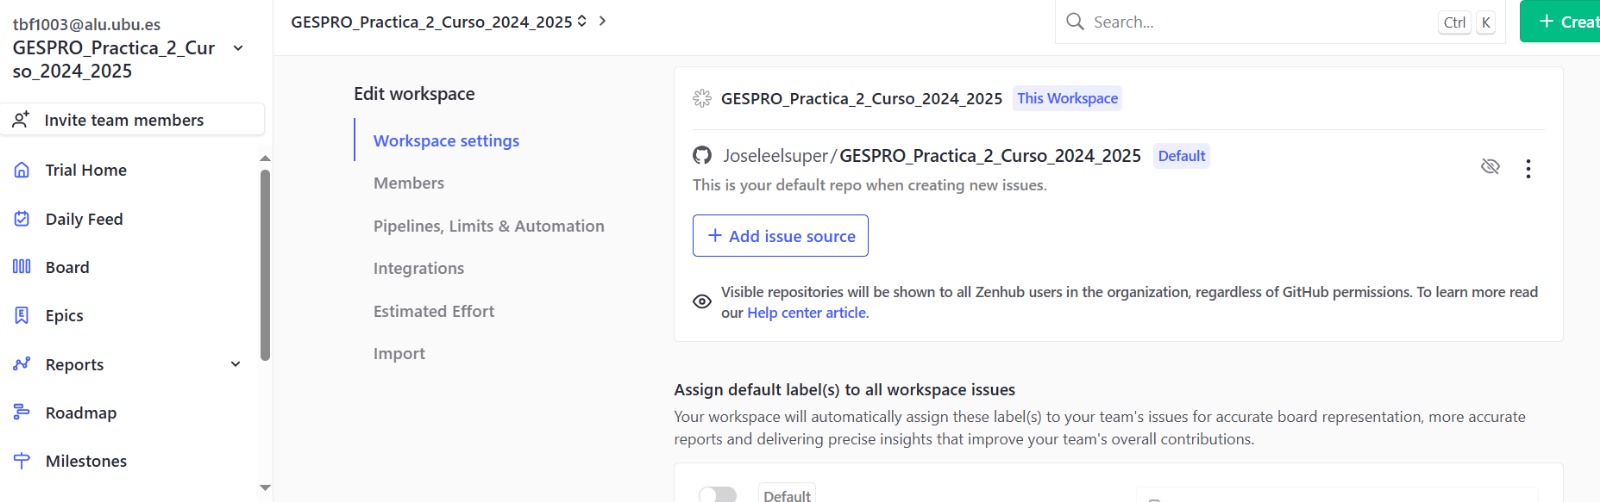 tbf1003@alu.ubu.es
GESPRO_Practica_2_Cur
so_2024_2025
Invite team members
Trial Home
Daily Feed
Board
Epics
Reports
Roadmap
Milestones
GESPRO_Practica_2_Curso_2024_2025
Search...
Ctrl K
+ Creat
Edit workspace
Workspace settings
Members
Pipelines, Limits & Automation
Integrations
Estimated Effort
Import
GESPRO_Practica_2_Curso_2024_2025 This Workspace
Joseleelsuper/GESPRO_Practica_2_Curso_2024_2025 Default
This is your default repo when creating new issues.
+ Add issue source
Visible repositories will be shown to all Zenhub users in the organization, regardless of GitHub permissions. To learn more read
our Help center article.
Assign default label(s) to all workspace issues
Your workspace will automatically assign these label(s) to your team's issues for accurate board representation, more accurate
reports and delivering precise insights that improve your team's overall contributions.
Default